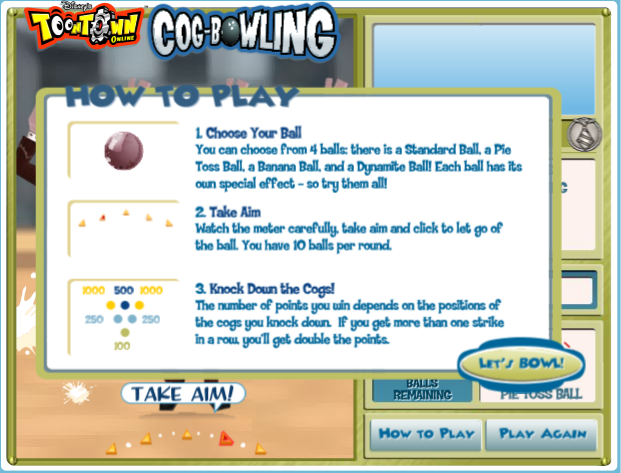 Disney's
TOONTOWN
ONLINE
COG-BOWLING
HOW TO PLAY
1. Choose Your Ball
You can choose from 4 balls: there is a Standard Ball, a Pie
Toss Ball, a Banana Ball, and a Dynamite Ball! Each ball has its
own special effect - so try them all!
2. Take Aim
Watch the meter carefully, take aim and click to let go of
the ball. You have 10 balls per round.
1000 500 1000
250 250
100
3. Knock Down the Cogs!
The number of points you win depends on the positions of
the cogs you knock down. If you get more than one strike
in a row, you'll get double the points.
LET'S BOWL!
TAKE AIM!
BALLS
REMAINING
PIE TOSS BALL
HOW TO PLAY
PLAY AGAIN